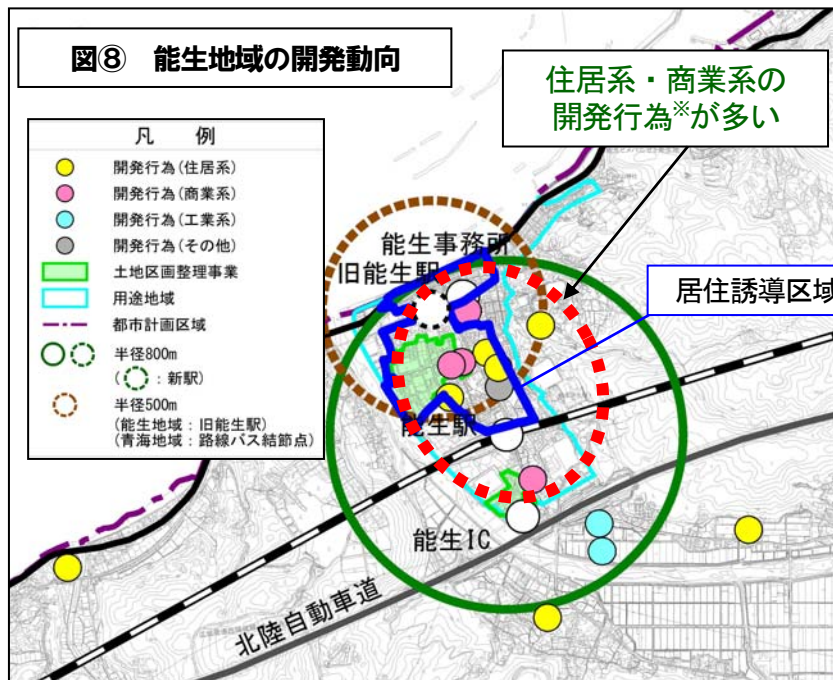 図⑧ 能生地域の開発動向
住居系・商業系の
開発行為※が多い
凡 例
開発行為(住居系)
開発行為(商業系)
開発行為(工業系)
開発行為(その他)
土地区画整理事業
用途地域
都市計画区域
半径800m
( :新駅)
半径500m
(能生地域:旧能生駅)
(青海地域:路線バス結節点)
能生事務所
旧能生駅
居住誘導区域
能生駅
能生IC
北陸自動車道